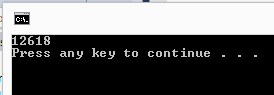 C:\.
12618
Press any key to continue . . .